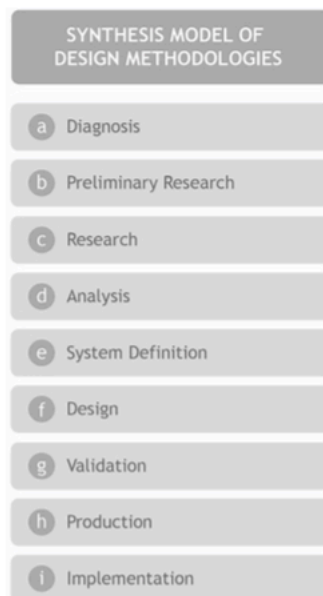 SYNTHESIS MODEL OF
DESIGN METHODOLOGIES
a Diagnosis
b Preliminary Research
c Research
d Analysis
e System Definition
f Design
g Validation
h Production
i Implementation